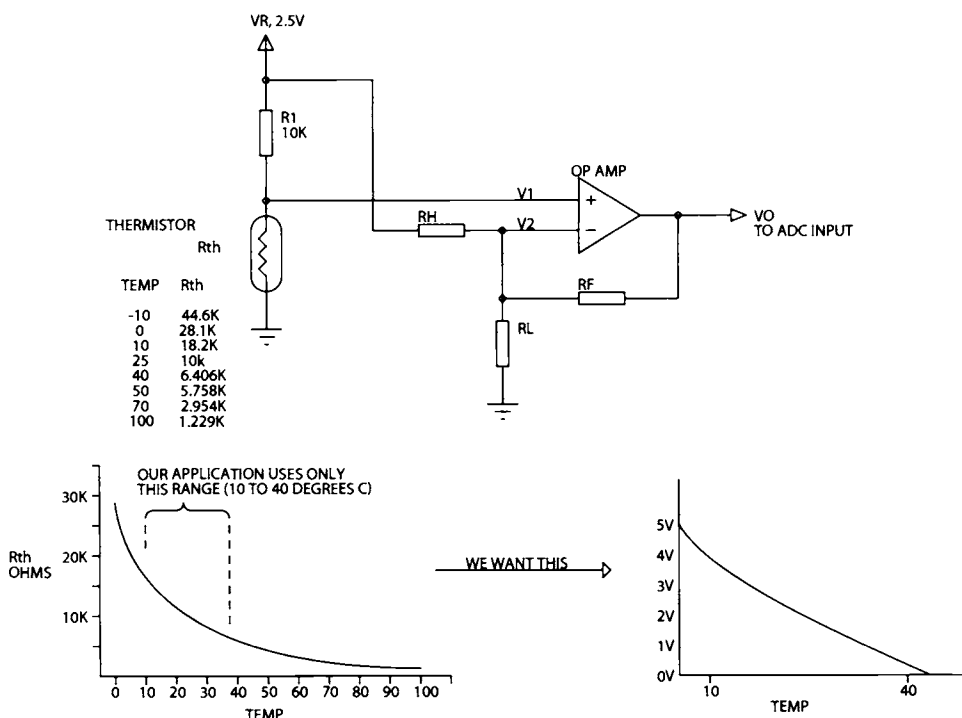 VR, 2.5V
R1
10K
OP AMP
V1
+
RH
V2
−
VO
TO ADC INPUT
THERMISTOR
Rth
RF
RL
TEMP Rth
-10 44.6K
0 28.1K
10 18.2K
25 10k
40 6.406K
50 5.758K
70 2.954K
100 1.229K
OUR APPLICATION USES ONLY
THIS RANGE (10 TO 40 DEGREES C)
30K
20K
10K
Rth
OHMS
0 10 20 30 40 50 60 70 80 90 100
TEMP
WE WANT THIS
5V
4V
3V
2V
1V
0V
10 40
TEMP